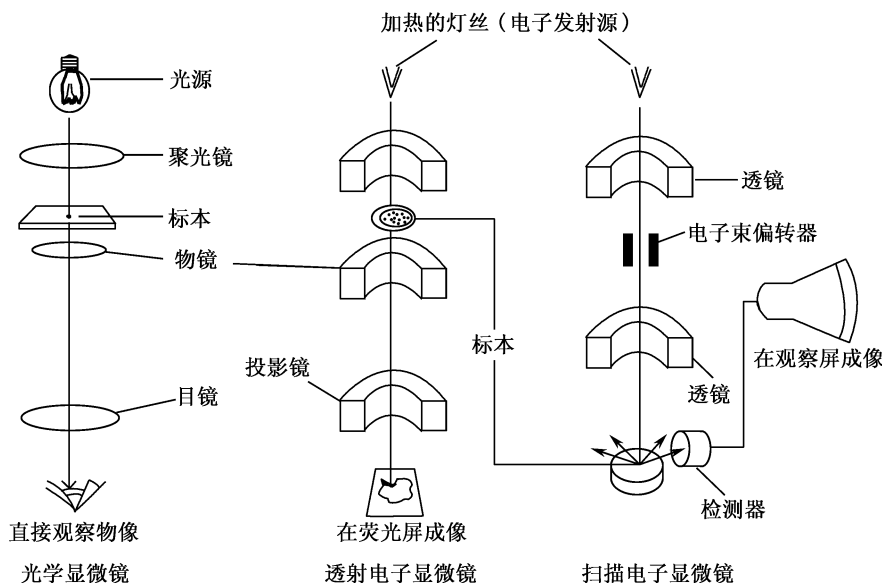 加热的灯丝（电子发射源）
光源
聚光镜
标本
物镜
目镜
直接观察物像
光学显微镜
投影镜
标本
在荧光屏成像
透射电子显微镜
透镜
电子束偏转器
在观察屏成像
透镜
检测器
扫描电子显微镜